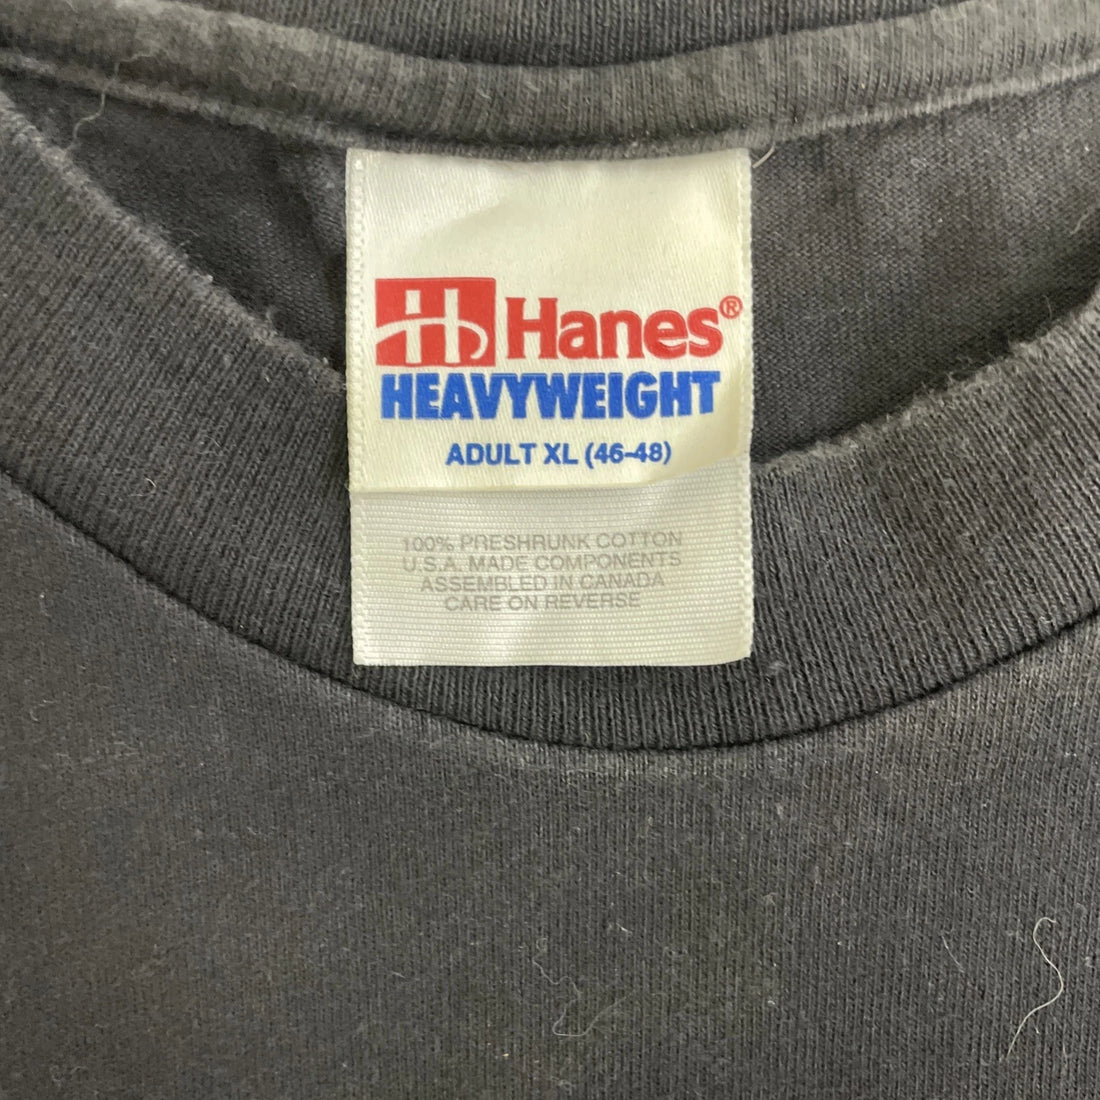 H Hanes®
HEAVYWEIGHT
ADULT XL (46-48)
100% PRESHRUNK COTTON
U.S.A. MADE COMPONENTS
ASSEMBLED IN CANADA
CARE ON REVERSE